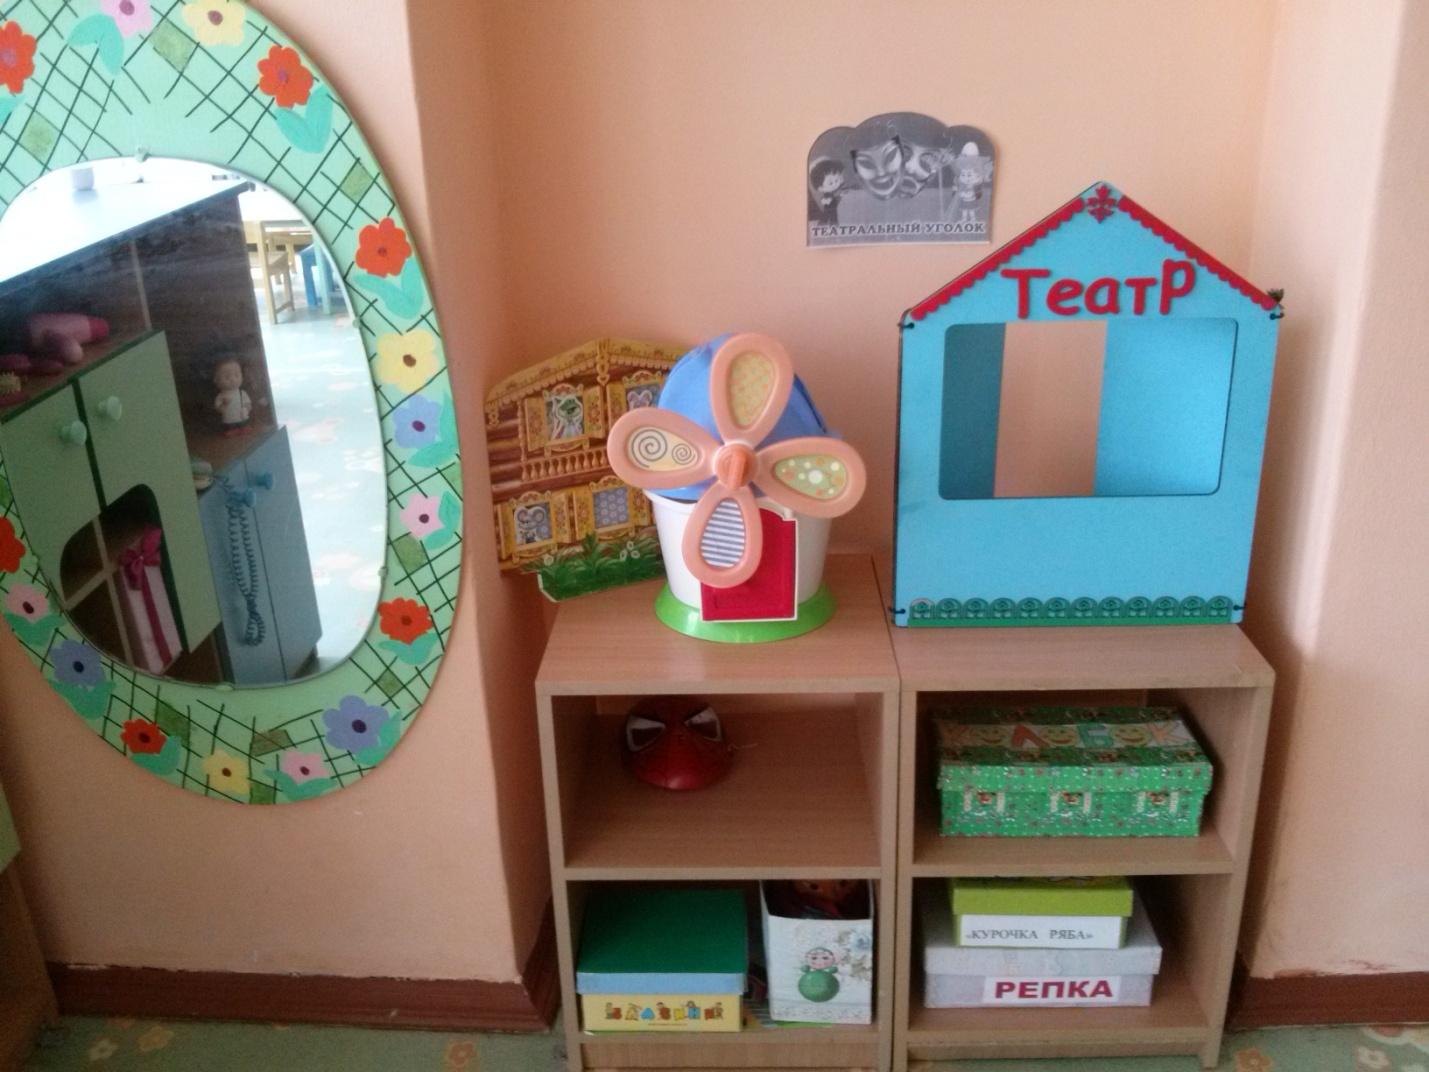 ТЕАТРАЛЬНЫЙ УГОЛОК
Театр
КОЛОБОК
«КУРОЧКА РЯБА»
РЕПКА